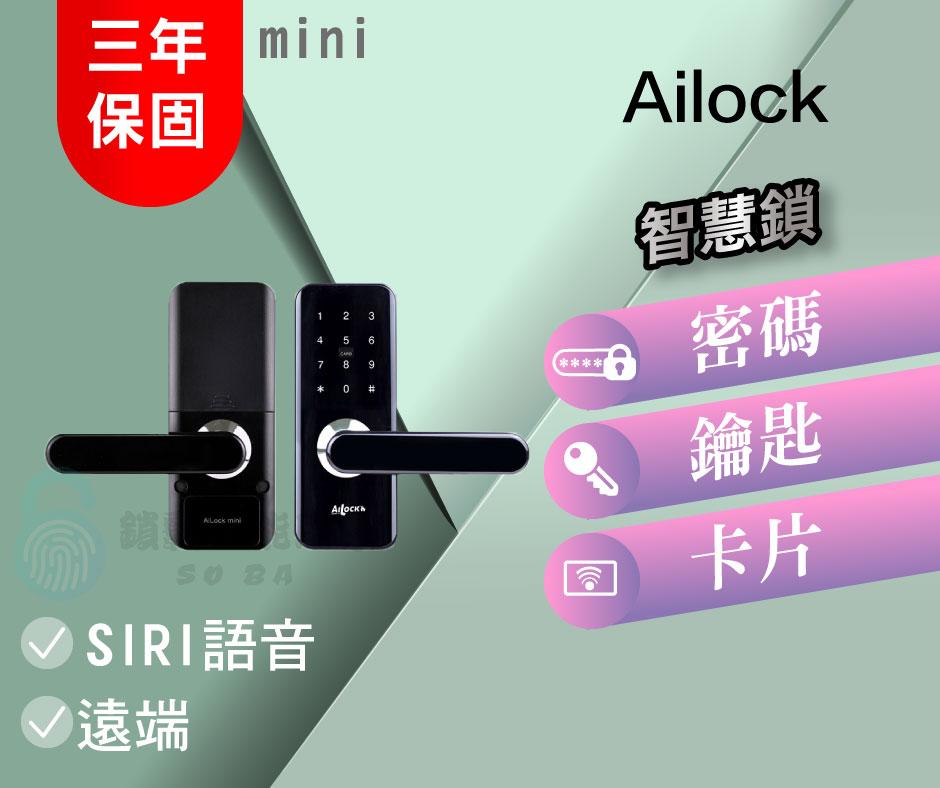 三年
保固
mini
Ailock
智慧鎖
密碼
****
鑰匙
卡片
1 2 3
4 5 6
CARD
7 8 9
* 0 #
AiLock
AiLock mini
SO BA
SIRI語音
遠端